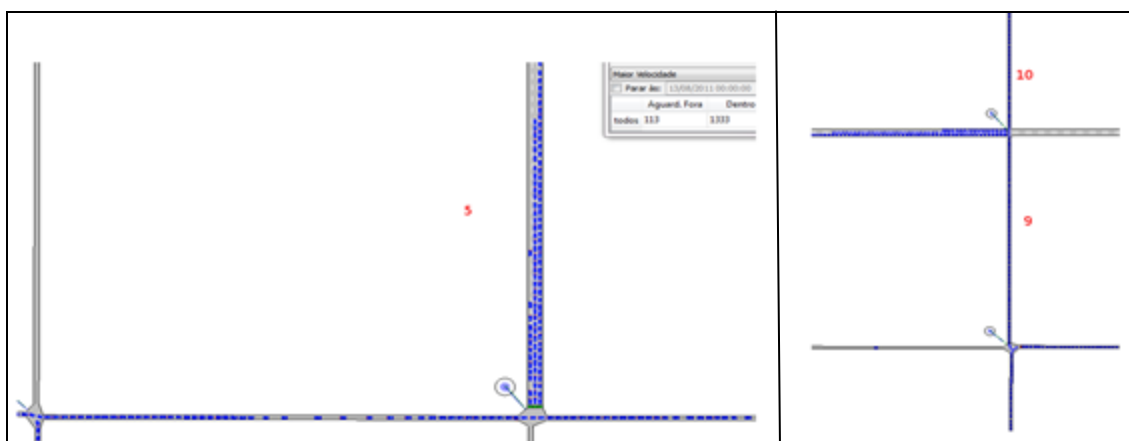 Maior Velocidade
Parar às: 13/08/2011 00:00:00
Aguard. Fora Dentro
todos 113 1333
5
10
9